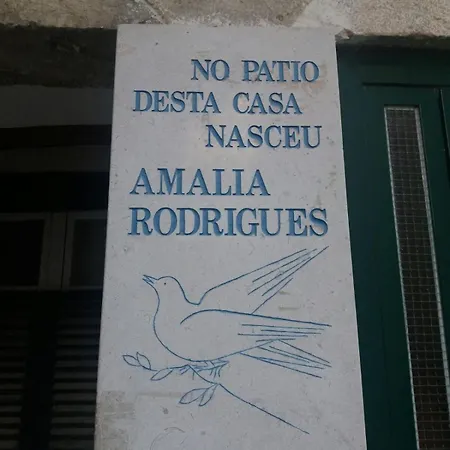 NO PATIO
DESTA CASA
NASCEU
AMALIA
RODRIGUES